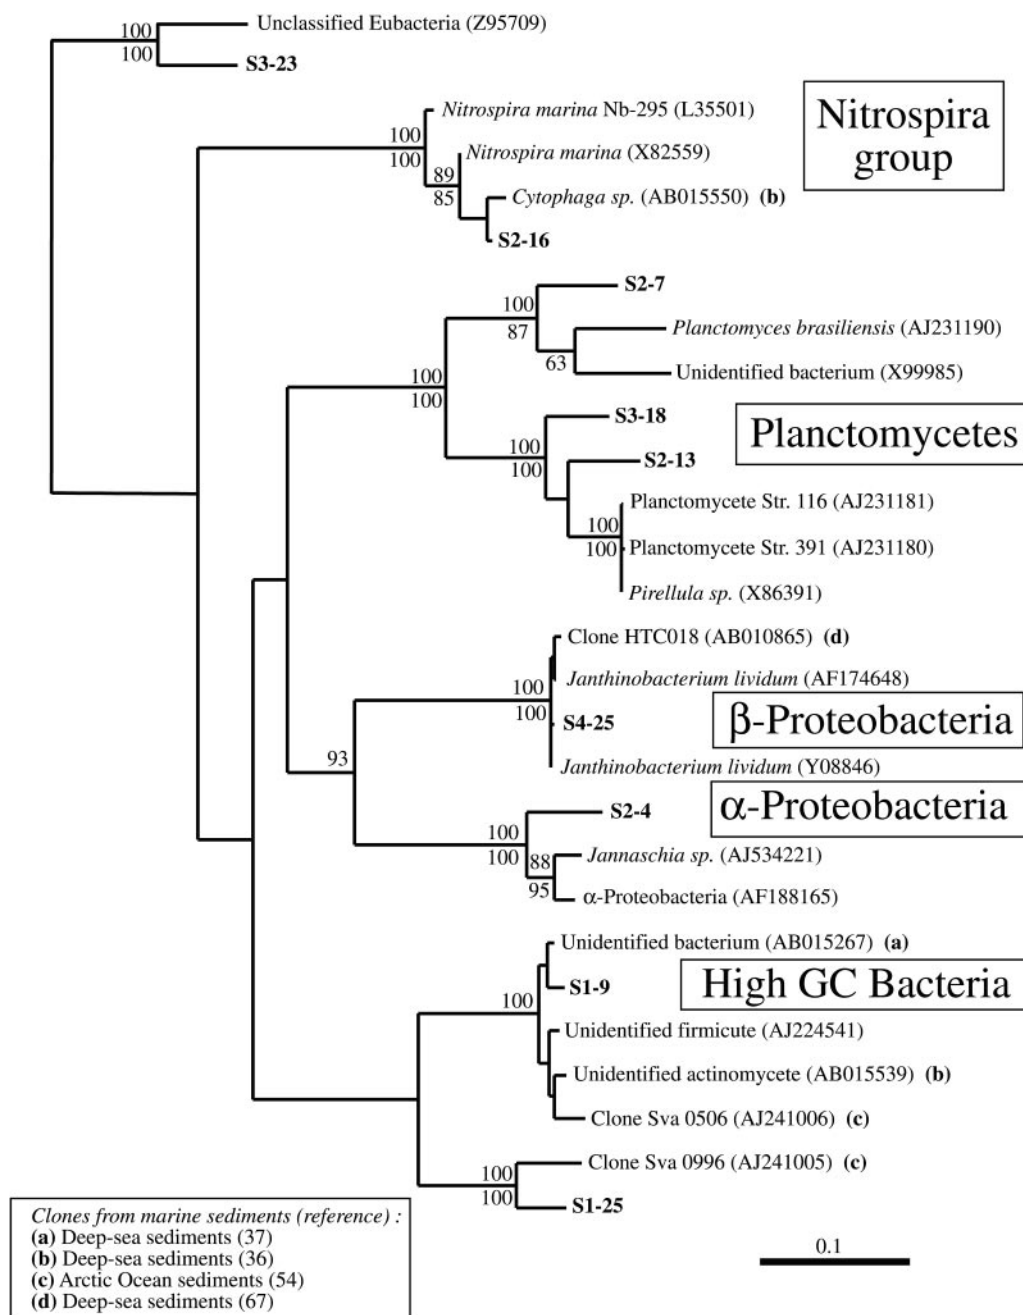 Unclassified Eubacteria (Z95709)
100
100
S3-23
Nitrospira marina Nb-295 (L35501)
Nitrospira
group
100
100
Nitrospira marina (X82559)
89
85
Cytophaga sp. (AB015550) (b)
S2-16
S2-7
100
87
Planctomyces brasiliensis (AJ231190)
63
Unidentified bacterium (X99985)
100
100
S3-18
Planctomycetes
100
100
S2-13
Planctomycete Str. 116 (AJ231181)
100
100
Planctomycete Str. 391 (AJ231180)
Pirellula sp. (X86391)
Clone HTC018 (AB010865) (d)
Janthinobacterium lividum (AF174648)
100
100
S4-25
β-Proteobacteria
93
Janthinobacterium lividum (Y08846)
S2-4
α-Proteobacteria
100
100
88
95
Jannaschia sp. (AJ534221)
α-Proteobacteria (AF188165)
Unidentified bacterium (AB015267) (a)
S1-9
High GC Bacteria
100
Unidentified firmicute (AJ224541)
Unidentified actinomycete (AB015539) (b)
Clone Sva 0506 (AJ241006) (c)
Clone Sva 0996 (AJ241005) (c)
100
100
S1-25
Clones from marine sediments (reference) :
(a) Deep-sea sediments (37)
(b) Deep-sea sediments (36)
(c) Arctic Ocean sediments (54)
(d) Deep-sea sediments (67)
0.1